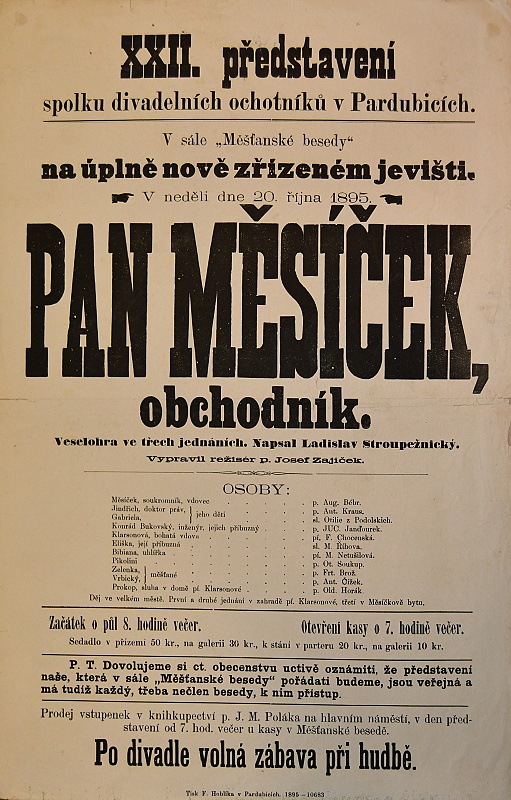 XXII. představení
spolku divadelních ochotníků v Pardubicích.
V sále „Měšťanské besedy“
na úplně nově zřízeném jevišti.
V neděli dne 20. října 1895.
PAN MĚSÍČEK,
obchodník.
Veselohra ve třech jednáních. Napsal Ladislav Stroupežnický.
Vypravil režisér p. Josef Zajíček.
OSOBY:
Měsíček, soukromník, vdovec . . . . p. Aug. Bébr.
Jindřich, doktor práv, } jeho děti . . . . p. Ant. Kraus.
Gabriela, sl. Otilie z Podolských.
Konrád Bukovský, inženýr, jejich příbuzný . . . p. JUC. Janďourek.
Klarsonová, bohatá vdova . . . . pí. F. Chocenská.
Eliška, její příbuzná . . . . sl. M. Říhova.
Bibiana, uhlířka . . . . pí. M. Netušilová.
Pikolini . . . . p. Ot. Soukup.
Zelenka, } měšťané . . . . p. Frt. Brož.
Vrbický, p. Ant. Čížek.
Prokop, sluha v domě pí. Klarsonové . . . . p. Old. Horák.
Děj ve velkém městě. První a druhé jednání v zahradě pí. Klarsonové, třetí v Měsíčkově bytu.
Začátek o půl 8. hodině večer. Otevření kasy o 7. hodině večer.
Sedadlo v přízemí 50 kr., na galerii 30 kr., k stání v parteru 20 kr., na galerii 10 kr.
P. T. Dovolujeme si ct. obecenstvu uctivě oznámiti, že představení
naše, která v sále „Měšťanské besedy“ pořádati budeme, jsou veřejná a
má tudíž každý, třeba nečlen besedy, k nim přístup.
Prodej vstupenek v knihkupectví p. J. M. Poláka na hlavním náměstí, v den před-
stavení od 7. hod. večer u kasy v Měšťanské besedě.
Po divadle volná zábava při hudbě.
Tisk F. Hoblíka v Pardubicích. 1895 — 10683